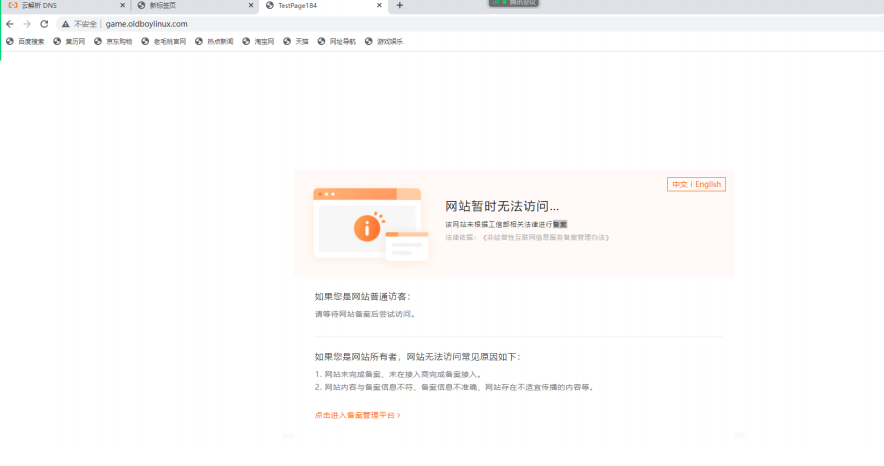 云解析 DNS
新标签页
TestPage184
腾讯会议
不安全 | game.oldboylinux.com
百度搜索 黄历网 京东购物 老毛桃官网 热点新闻 淘宝网 天猫 网址导航 游戏娱乐
中文 | English
网站暂时无法访问...
该网站未根据工信部相关法律进行备案
法律依据：《非经营性互联网信息服务备案管理办法》
如果您是网站普通访客：
请等待网站备案后尝试访问。
如果您是网站所有者，网站无法访问常见原因如下：
1. 网站未完成备案、未在接入商完成备案接入。
2. 网站内容与备案信息不符、备案信息不准确、网站存在不适宜传播的内容等。
点击进入备案管理平台 >